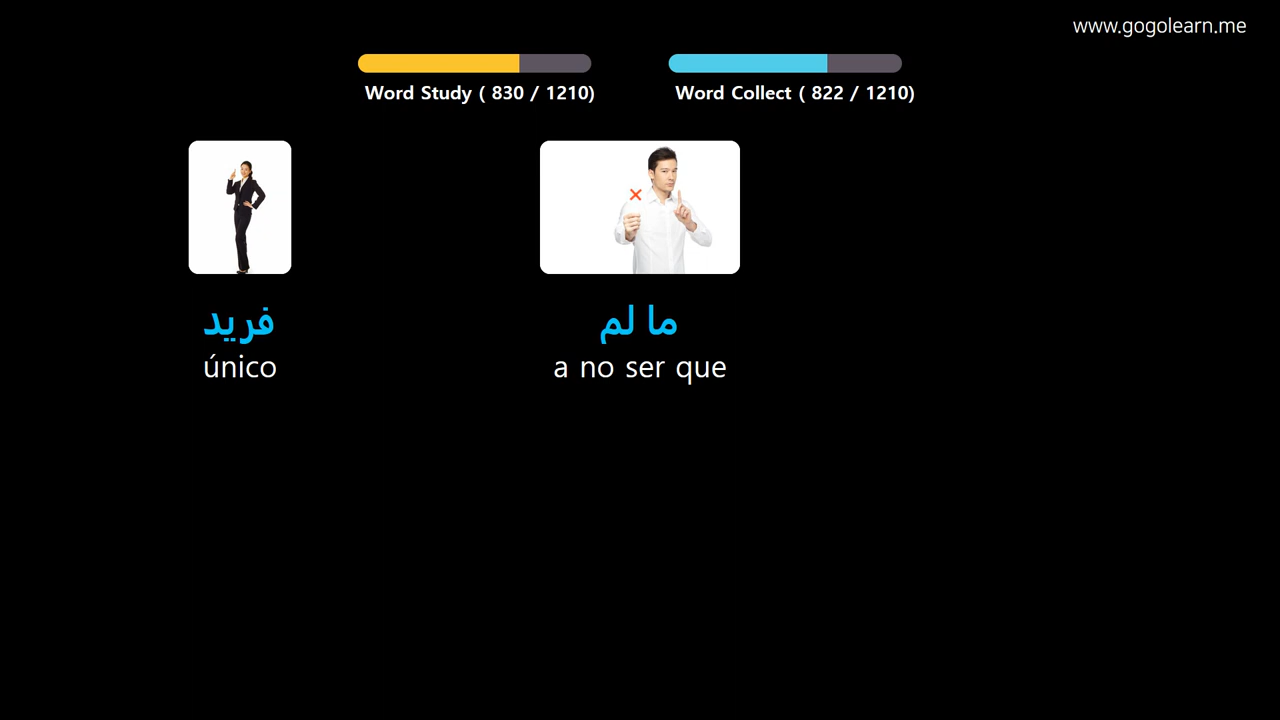 www.gogolearn.me
Word Study ( 830 / 1210)
Word Collect ( 822 / 1210)
فريد
único
ما لم
a no ser que